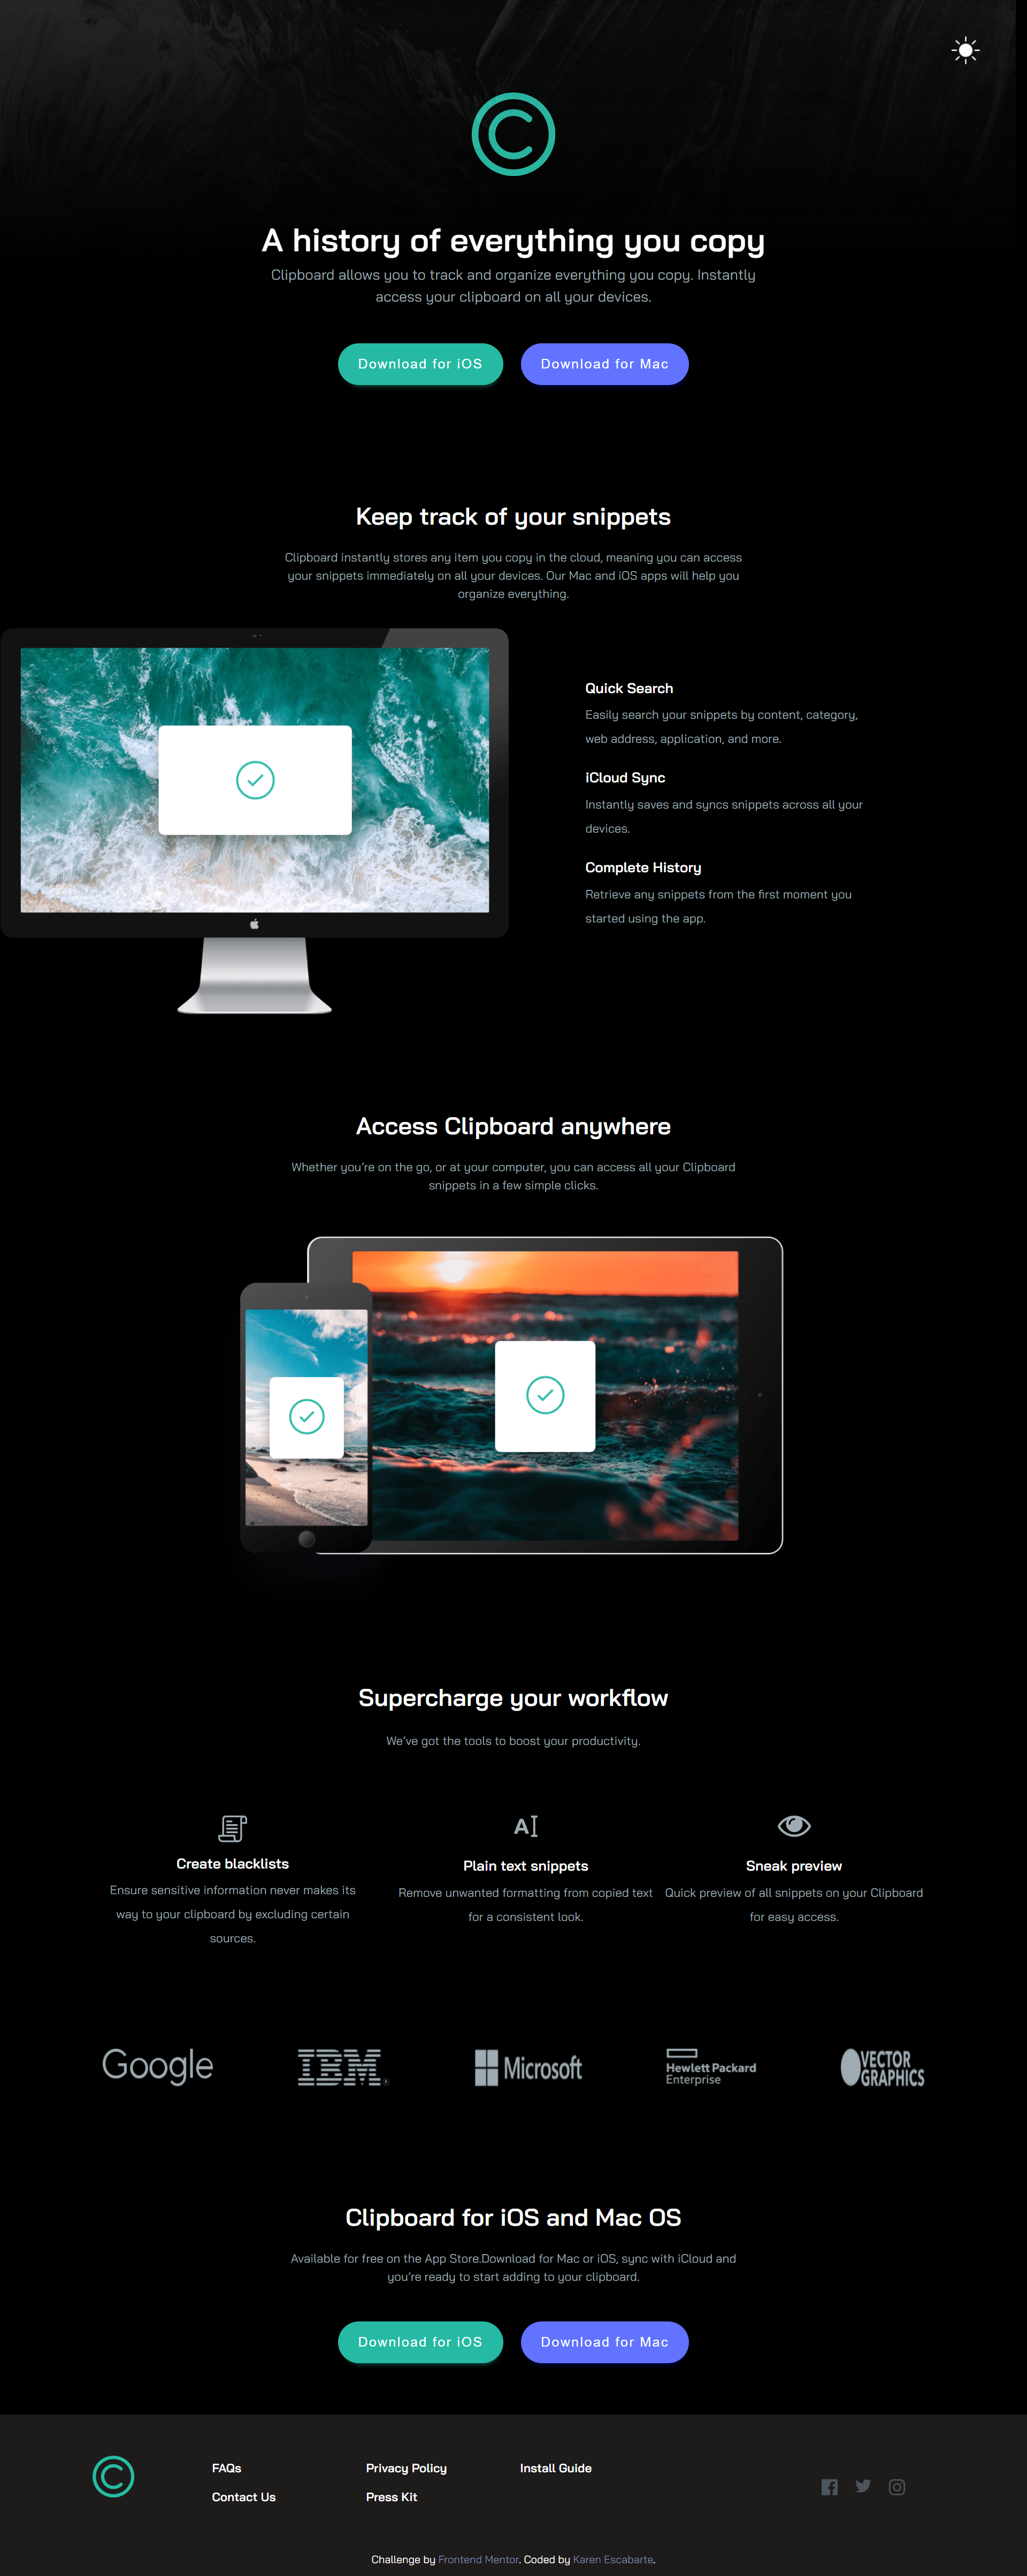 A history of everything you copy
Clipboard allows you to track and organize everything you copy. Instantly
access your clipboard on all your devices.
Download for iOS
Download for Mac
Keep track of your snippets
Clipboard instantly stores any item you copy in the cloud, meaning you can access
your snippets immediately on all your devices. Our Mac and iOS apps will help you
organize everything.
Quick Search
Easily search your snippets by content, category,
web address, application, and more.
iCloud Sync
Instantly saves and syncs snippets across all your
devices.
Complete History
Retrieve any snippets from the first moment you
started using the app.
Access Clipboard anywhere
Whether you’re on the go, or at your computer, you can access all your Clipboard
snippets in a few simple clicks.
Supercharge your workflow
We’ve got the tools to boost your productivity.
Create blacklists
Ensure sensitive information never makes its
way to your clipboard by excluding certain
sources.
Plain text snippets
Remove unwanted formatting from copied text
for a consistent look.
Sneak preview
Quick preview of all snippets on your Clipboard
for easy access.
Google
IBM
Microsoft
Hewlett Packard
Enterprise
VECTOR
GRAPHICS
Clipboard for iOS and Mac OS
Available for free on the App Store.Download for Mac or iOS, sync with iCloud and
you’re ready to start adding to your clipboard.
Download for iOS
Download for Mac
FAQs
Contact Us
Privacy Policy
Press Kit
Install Guide
Challenge by Frontend Mentor. Coded by Karen Escabarte.